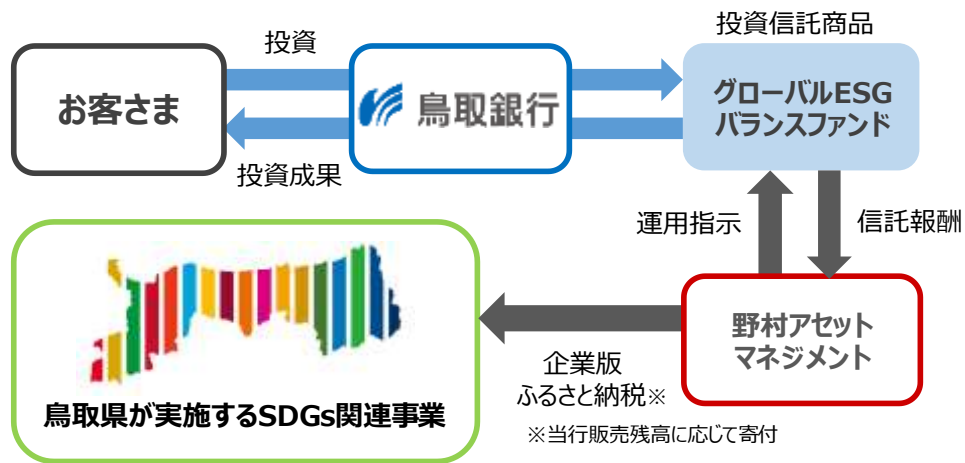 投資
投資信託商品
お客さま
鳥取銀行
グローバルESG
バランスファンド
投資成果
運用指示
信託報酬
野村アセット
マネジメント
企業版
ふるさと納税※
鳥取県が実施するSDGs関連事業
※当行販売残高に応じて寄付